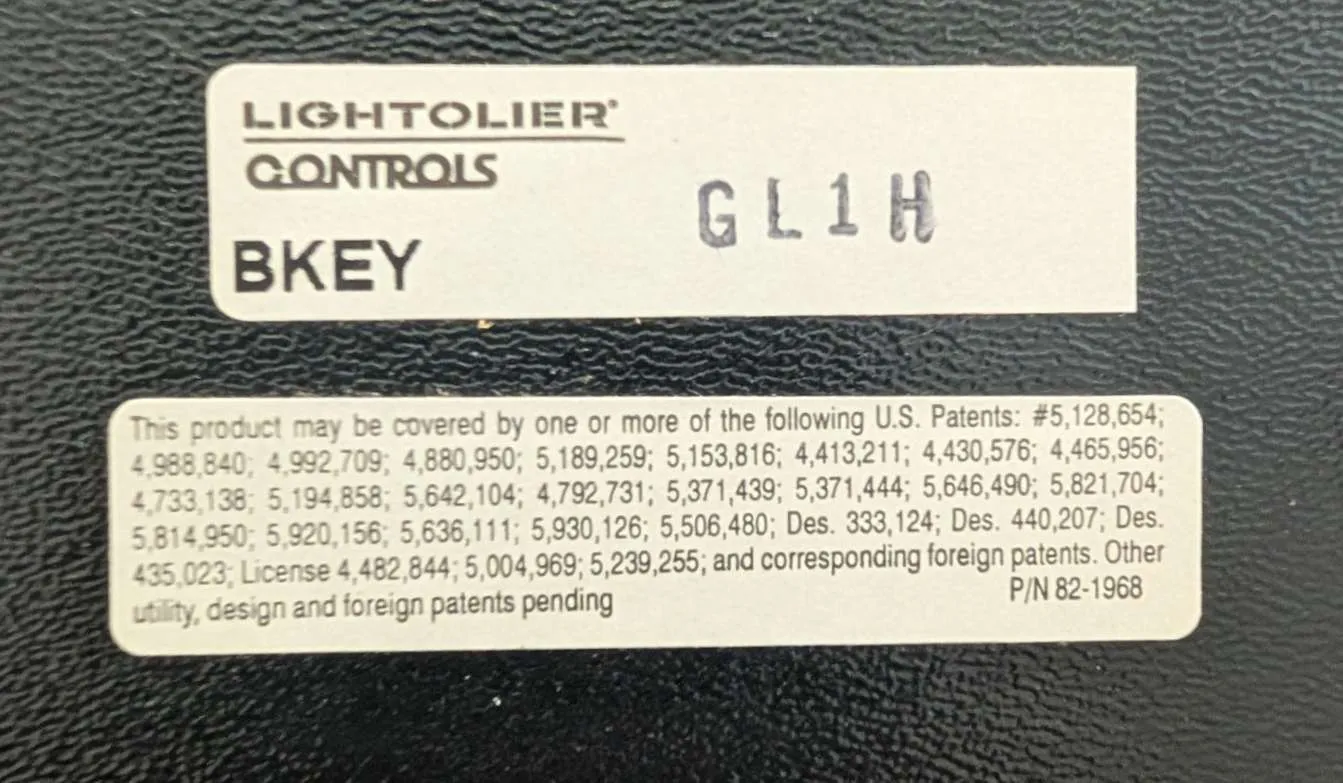 LIGHTOLIER®
CONTROLS
BKEY
GL1H
This product may be covered by one or more of the following U.S. Patents: #5,128,654;
4,988,840; 4,992,709; 4,880,950; 5,189,259; 5,153,816; 4,413,211; 4,430,576; 4,465,956;
4,733,138; 5,194,858; 5,642,104; 4,792,731; 5,371,439; 5,371,444; 5,646,490; 5,821,704;
5,814,950; 5,920,156; 5,636,111; 5,930,126; 5,506,480; Des. 333,124; Des. 440,207; Des.
435,023; License 4,482,844; 5,004,969; 5,239,255; and corresponding foreign patents. Other
utility, design and foreign patents pending
P/N 82-1968